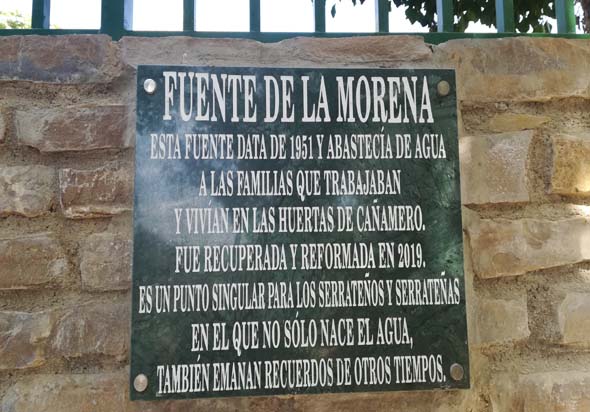 FUENTE DE LA MORENA
ESTA FUENTE DATA DE 1951 Y ABASTECÍA DE AGUA
A LAS FAMILIAS QUE TRABAJABAN
Y VIVIAN EN LAS HUERTAS DE CAÑAMERO.
FUE RECUPERADA Y REFORMADA EN 2019.
ES UN PUNTO SINGULAR PARA LOS SERRATEÑOS Y SERRATEÑAS
EN EL QUE NO SÓLO NACE EL AGUA,
TAMBIÉN EMANAN RECUERDOS DE OTROS TIEMPOS.